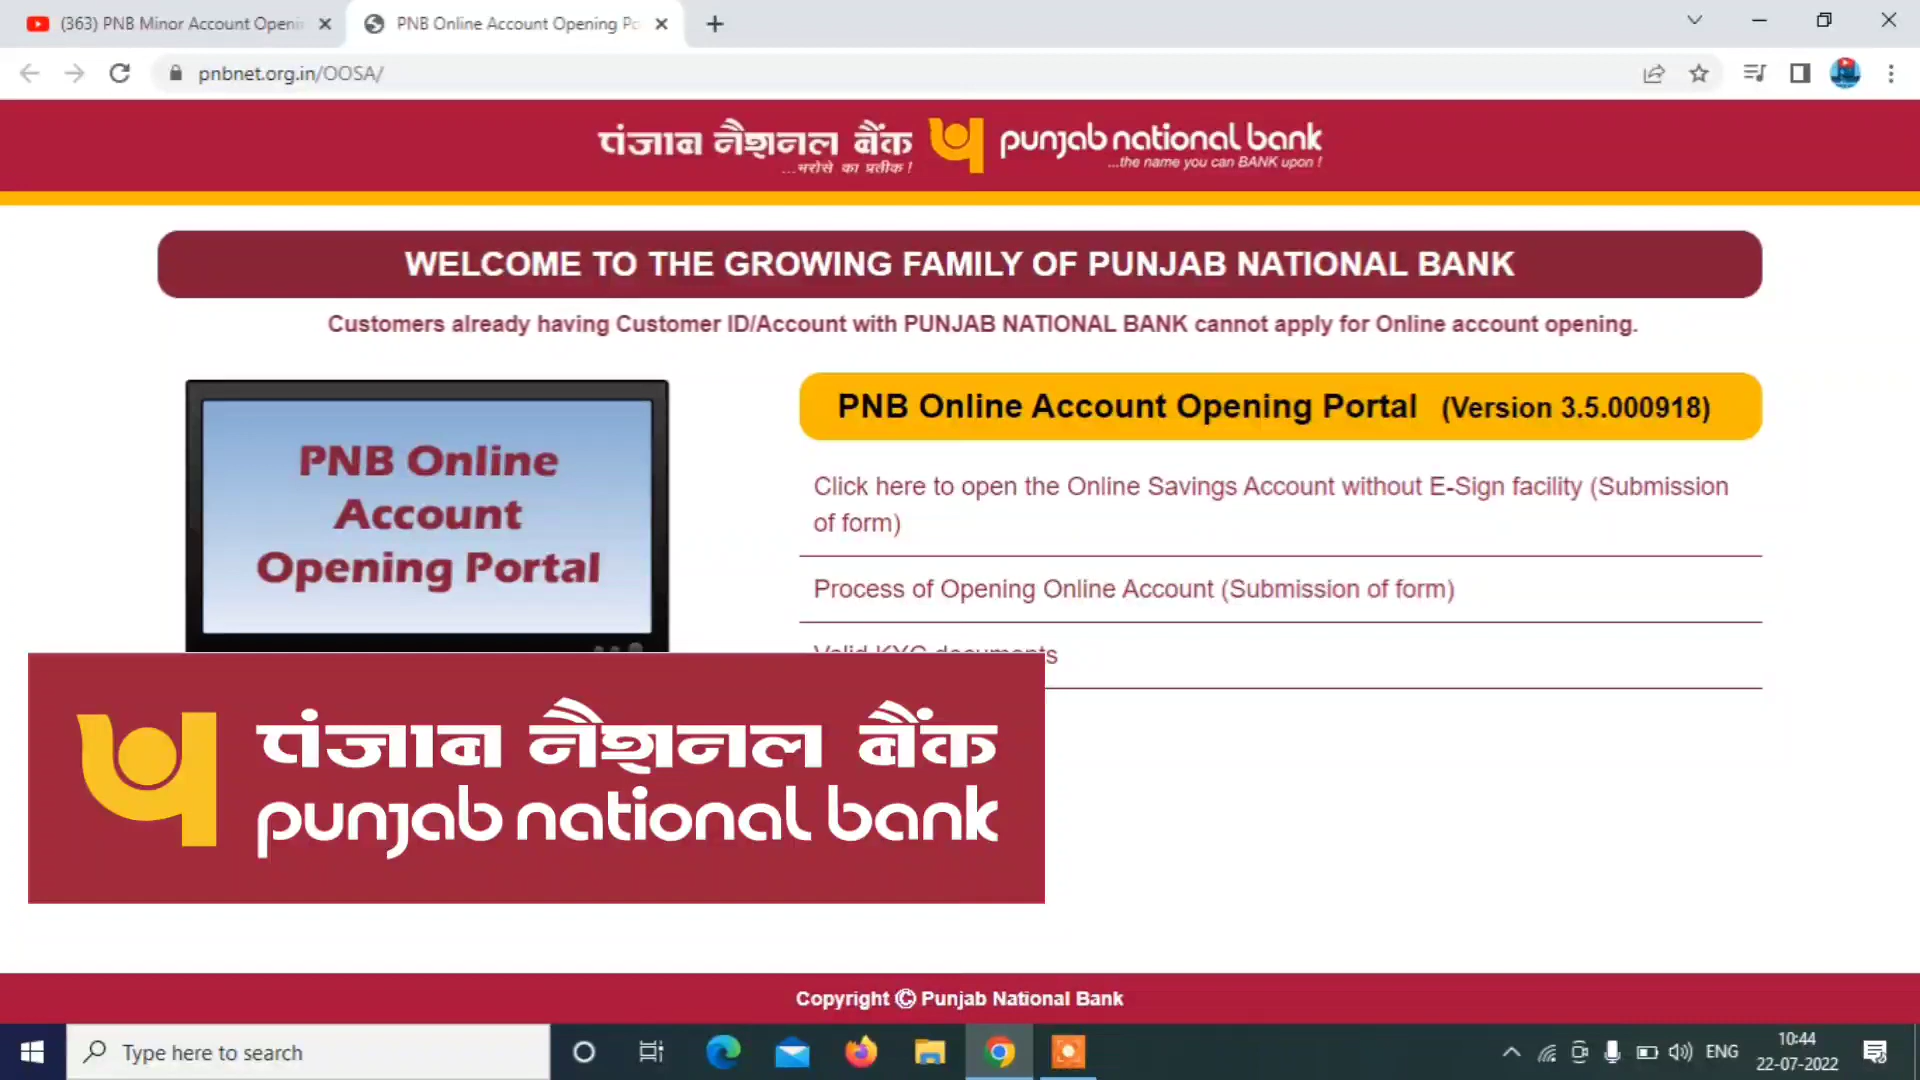 (363) PNB Minor Account Openi
PNB Online Account Opening Po
pnbnet.org.in/OOSA/
पंजाब नैशनल बैंक
...भरोसे का प्रतीक !
punjab national bank
...the name you can BANK upon !
WELCOME TO THE GROWING FAMILY OF PUNJAB NATIONAL BANK
Customers already having Customer ID/Account with PUNJAB NATIONAL BANK cannot apply for Online account opening.
PNB Online
Account
Opening Portal
PNB Online Account Opening Portal (Version 3.5.000918)
Click here to open the Online Savings Account without E-Sign facility (Submission
of form)
Process of Opening Online Account (Submission of form)
Valid KYC documents
पंजाब नैशनल बैंक
punjab national bank
Copyright © Punjab National Bank
Type here to search
ENG
10:44
22-07-2022